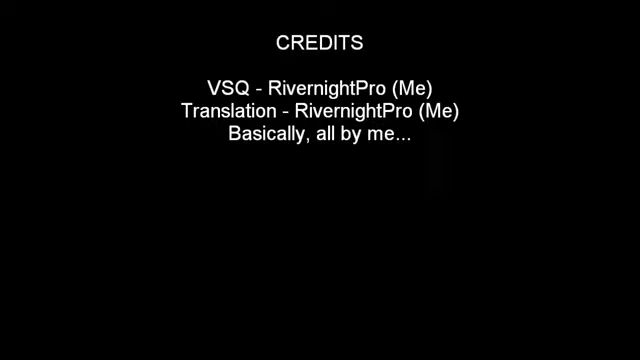 CREDITS
VSQ - RivernightPro (Me)
Translation - RivernightPro (Me)
Basically, all by me...